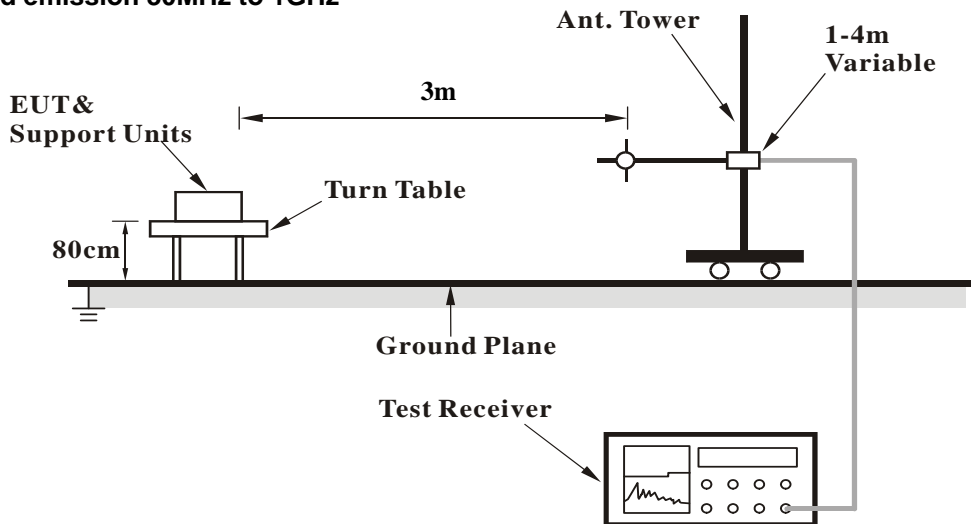 Ant. Tower
1-4m
Variable
3m
EUT&
Support Units
Turn Table
80cm
Ground Plane
Test Receiver